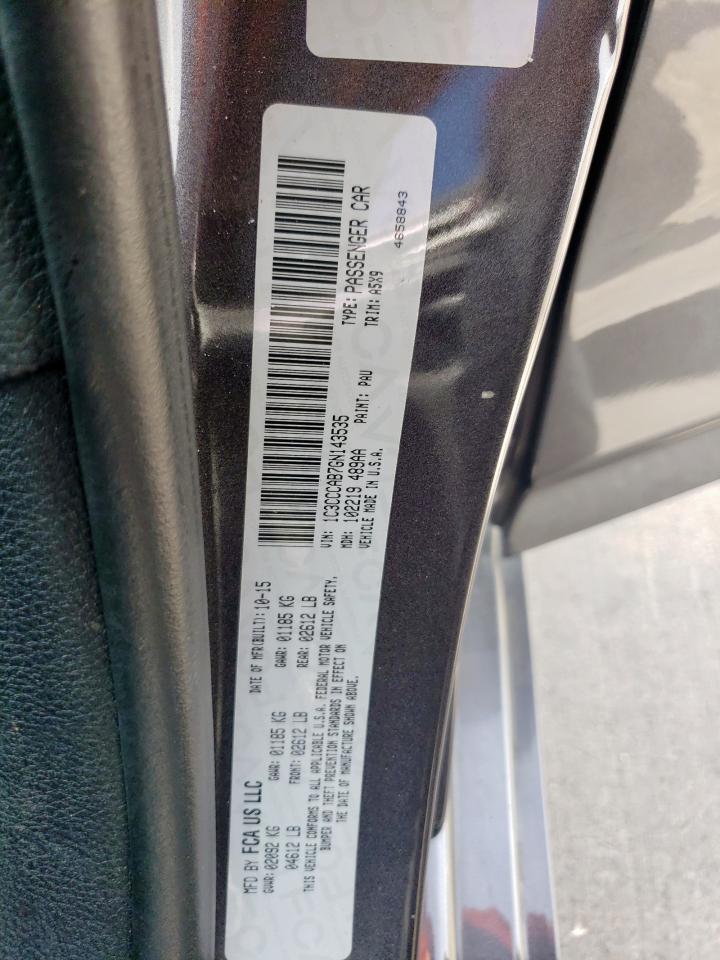 MFD BY FCA US LLC
DATE OF MFR(BUILT): 10-15
GVWR: 02092 KG
GAWR: 01185 KG
GAWR: 01185 KG
04612 LB
FRONT: 02612 LB
REAR: 02612 LB
THIS VEHICLE CONFORMS TO ALL APPLICABLE U.S.A. FEDERAL MOTOR VEHICLE SAFETY,
BUMPER AND THEFT PREVENTION STANDARDS IN EFFECT ON
THE DATE OF MANUFACTURE SHOWN ABOVE.
VIN: 1C3CCCAB7GN143535
TYPE: PASSENGER CAR
MDH: 102219 489AA
PAINT: PAU
TRIM: A5X9
VEHICLE MADE IN U.S.A.
4658843